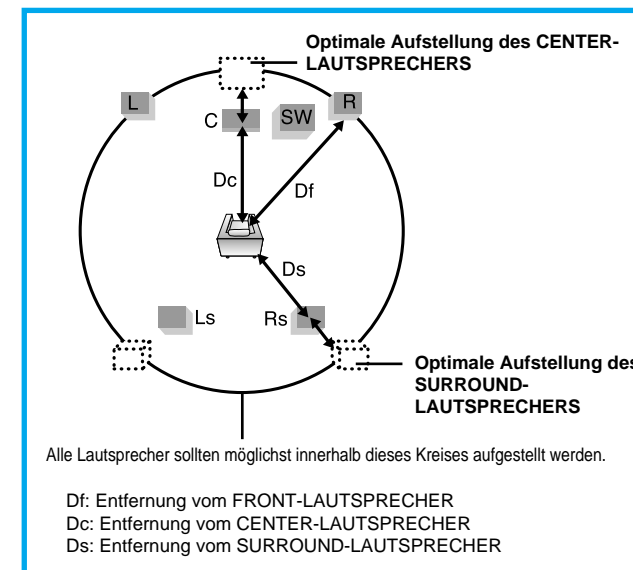 Optimale Aufstellung des CENTER-
LAUTSPRECHERS
L
C
SW
R
Dc
Df
Ds
Ls
Rs
Optimale Aufstellung des
SURROUND-
LAUTSPRECHERS
Alle Lautsprecher sollten möglichst innerhalb dieses Kreises aufgestellt werden.
Df: Entfernung vom FRONT-LAUTSPRECHER
Dc: Entfernung vom CENTER-LAUTSPRECHER
Ds: Entfernung vom SURROUND-LAUTSPRECHER